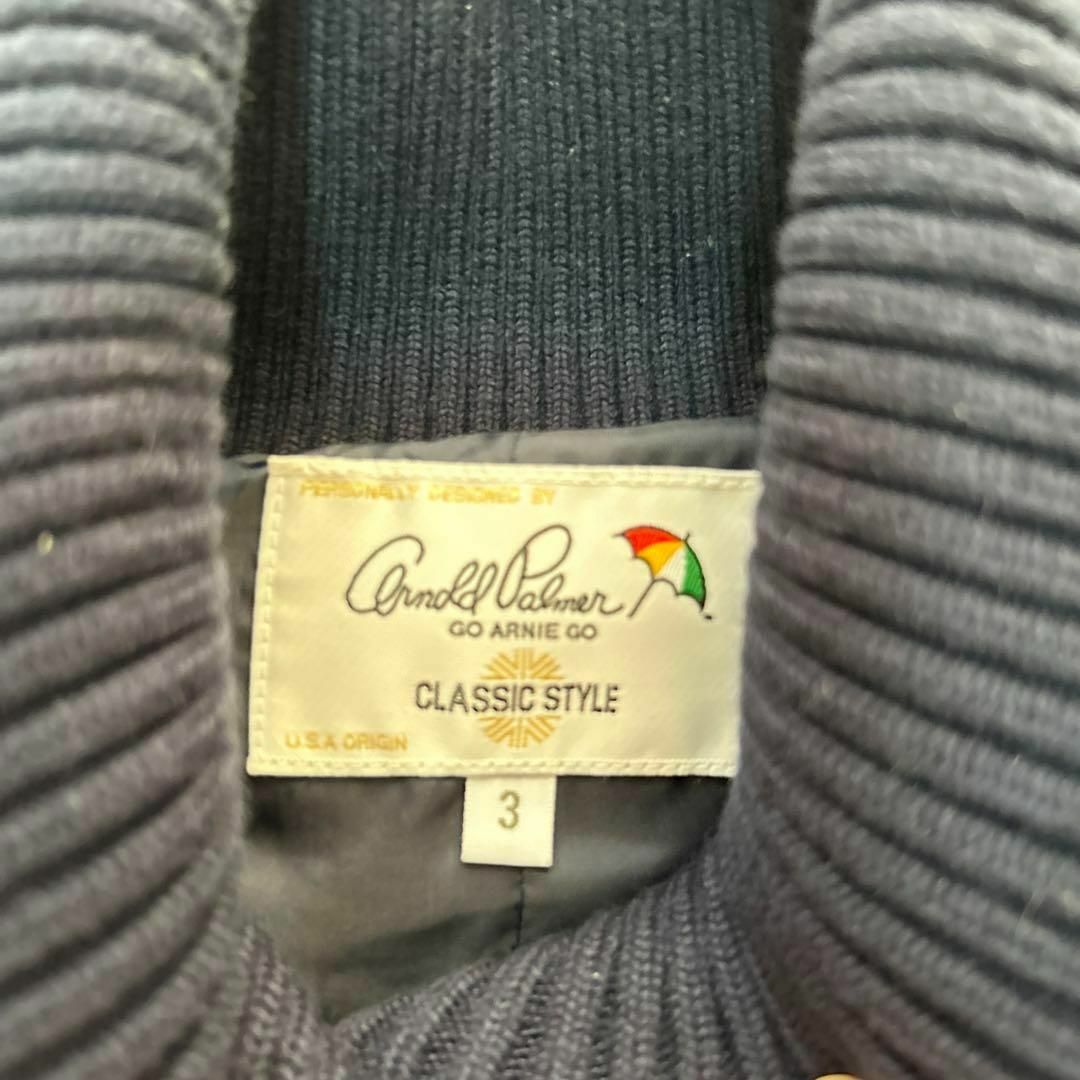 PERSONALLY DESIGNED BY
Arnold Palmer
GO ARNIE GO
CLASSIC STYLE
U.S.A ORIGIN
3